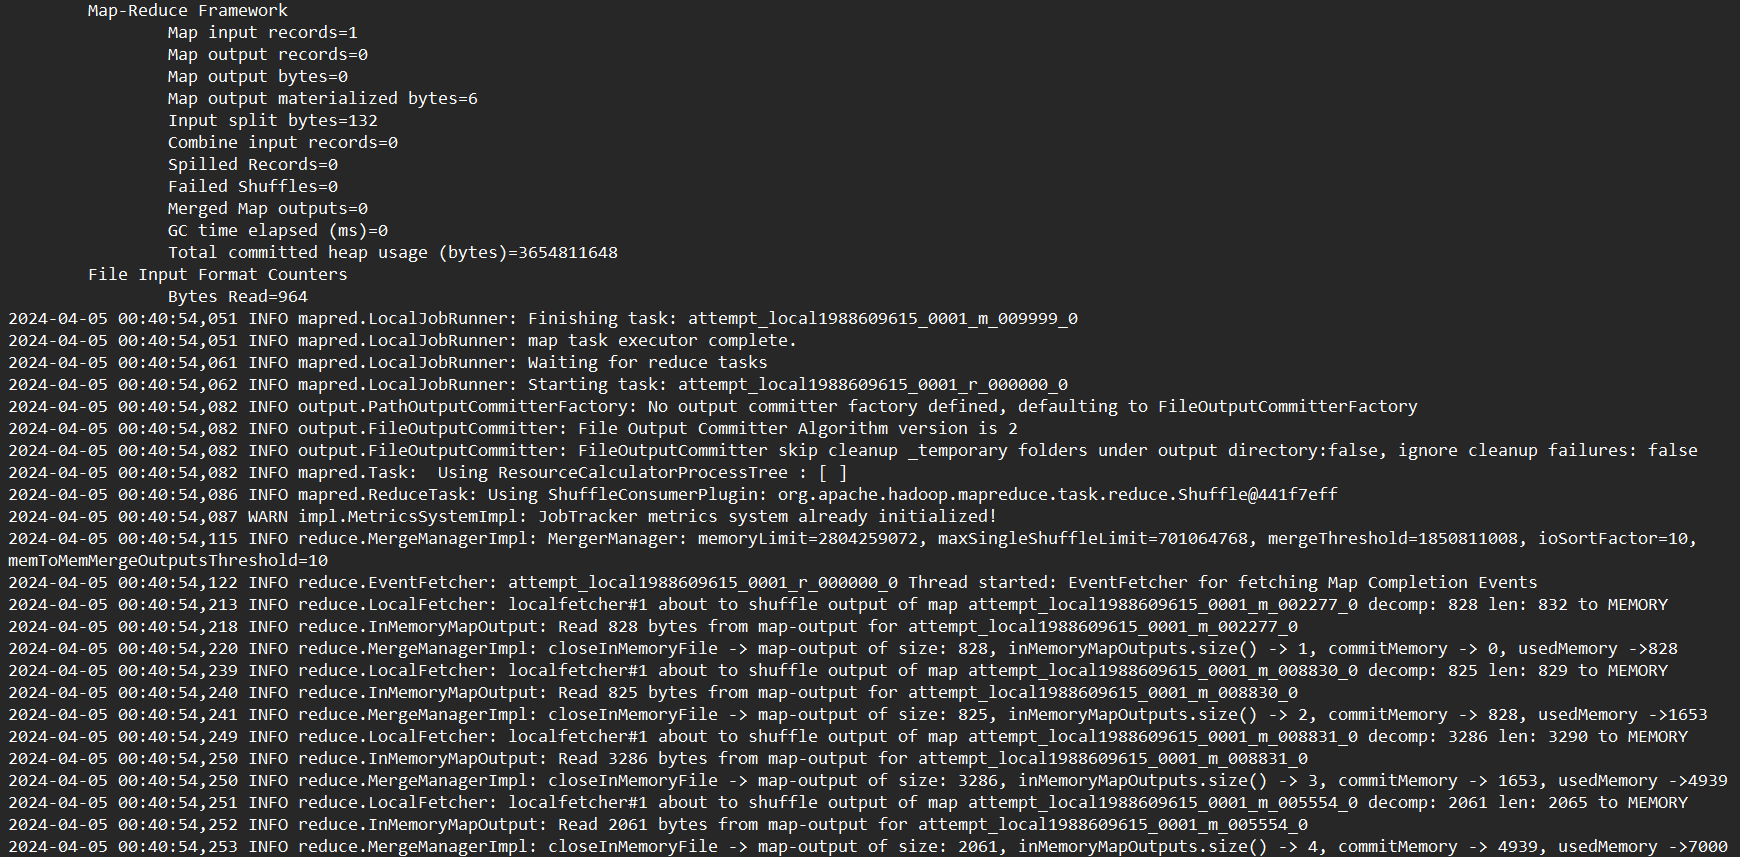 Map-Reduce Framework
Map input records=1
Map output records=0
Map output bytes=0
Map output materialized bytes=6
Input split bytes=132
Combine input records=0
Spilled Records=0
Failed Shuffles=0
Merged Map outputs=0
GC time elapsed (ms)=0
Total committed heap usage (bytes)=3654811648
File Input Format Counters
Bytes Read=964
2024-04-05 00:40:54,051 INFO mapred.LocalJobRunner: Finishing task: attempt_local1988609615_0001_m_009999_0
2024-04-05 00:40:54,051 INFO mapred.LocalJobRunner: map task executor complete.
2024-04-05 00:40:54,061 INFO mapred.LocalJobRunner: Waiting for reduce tasks
2024-04-05 00:40:54,062 INFO mapred.LocalJobRunner: Starting task: attempt_local1988609615_0001_r_000000_0
2024-04-05 00:40:54,082 INFO output.PathOutputCommitterFactory: No output committer factory defined, defaulting to FileOutputCommitterFactory
2024-04-05 00:40:54,082 INFO output.FileOutputCommitter: File Output Committer Algorithm version is 2
2024-04-05 00:40:54,082 INFO output.FileOutputCommitter: FileOutputCommitter skip cleanup _temporary folders under output directory:false, ignore cleanup failures: false
2024-04-05 00:40:54,082 INFO mapred.Task:  Using ResourceCalculatorProcessTree : [ ]
2024-04-05 00:40:54,086 INFO mapred.ReduceTask: Using ShuffleConsumerPlugin: org.apache.hadoop.mapreduce.task.reduce.Shuffle@441f7eff
2024-04-05 00:40:54,087 WARN impl.MetricsSystemImpl: JobTracker metrics system already initialized!
2024-04-05 00:40:54,115 INFO reduce.MergeManagerImpl: MergerManager: memoryLimit=2804259072, maxSingleShuffleLimit=701064768, mergeThreshold=1850811008, ioSortFactor=10,
memToMemMergeOutputsThreshold=10
2024-04-05 00:40:54,122 INFO reduce.EventFetcher: attempt_local1988609615_0001_r_000000_0 Thread started: EventFetcher for fetching Map Completion Events
2024-04-05 00:40:54,213 INFO reduce.LocalFetcher: localfetcher#1 about to shuffle output of map attempt_local1988609615_0001_m_002277_0 decomp: 828 len: 832 to MEMORY
2024-04-05 00:40:54,218 INFO reduce.InMemoryMapOutput: Read 828 bytes from map-output for attempt_local1988609615_0001_m_002277_0
2024-04-05 00:40:54,220 INFO reduce.MergeManagerImpl: closeInMemoryFile -> map-output of size: 828, inMemoryMapOutputs.size() -> 1, commitMemory -> 0, usedMemory ->828
2024-04-05 00:40:54,239 INFO reduce.LocalFetcher: localfetcher#1 about to shuffle output of map attempt_local1988609615_0001_m_008830_0 decomp: 825 len: 829 to MEMORY
2024-04-05 00:40:54,240 INFO reduce.InMemoryMapOutput: Read 825 bytes from map-output for attempt_local1988609615_0001_m_008830_0
2024-04-05 00:40:54,241 INFO reduce.MergeManagerImpl: closeInMemoryFile -> map-output of size: 825, inMemoryMapOutputs.size() -> 2, commitMemory -> 828, usedMemory ->1653
2024-04-05 00:40:54,249 INFO reduce.LocalFetcher: localfetcher#1 about to shuffle output of map attempt_local1988609615_0001_m_008831_0 decomp: 3286 len: 3290 to MEMORY
2024-04-05 00:40:54,250 INFO reduce.InMemoryMapOutput: Read 3286 bytes from map-output for attempt_local1988609615_0001_m_008831_0
2024-04-05 00:40:54,250 INFO reduce.MergeManagerImpl: closeInMemoryFile -> map-output of size: 3286, inMemoryMapOutputs.size() -> 3, commitMemory -> 1653, usedMemory ->4939
2024-04-05 00:40:54,251 INFO reduce.LocalFetcher: localfetcher#1 about to shuffle output of map attempt_local1988609615_0001_m_005554_0 decomp: 2061 len: 2065 to MEMORY
2024-04-05 00:40:54,252 INFO reduce.InMemoryMapOutput: Read 2061 bytes from map-output for attempt_local1988609615_0001_m_005554_0
2024-04-05 00:40:54,253 INFO reduce.MergeManagerImpl: closeInMemoryFile -> map-output of size: 2061, inMemoryMapOutputs.size() -> 4, commitMemory -> 4939, usedMemory ->7000